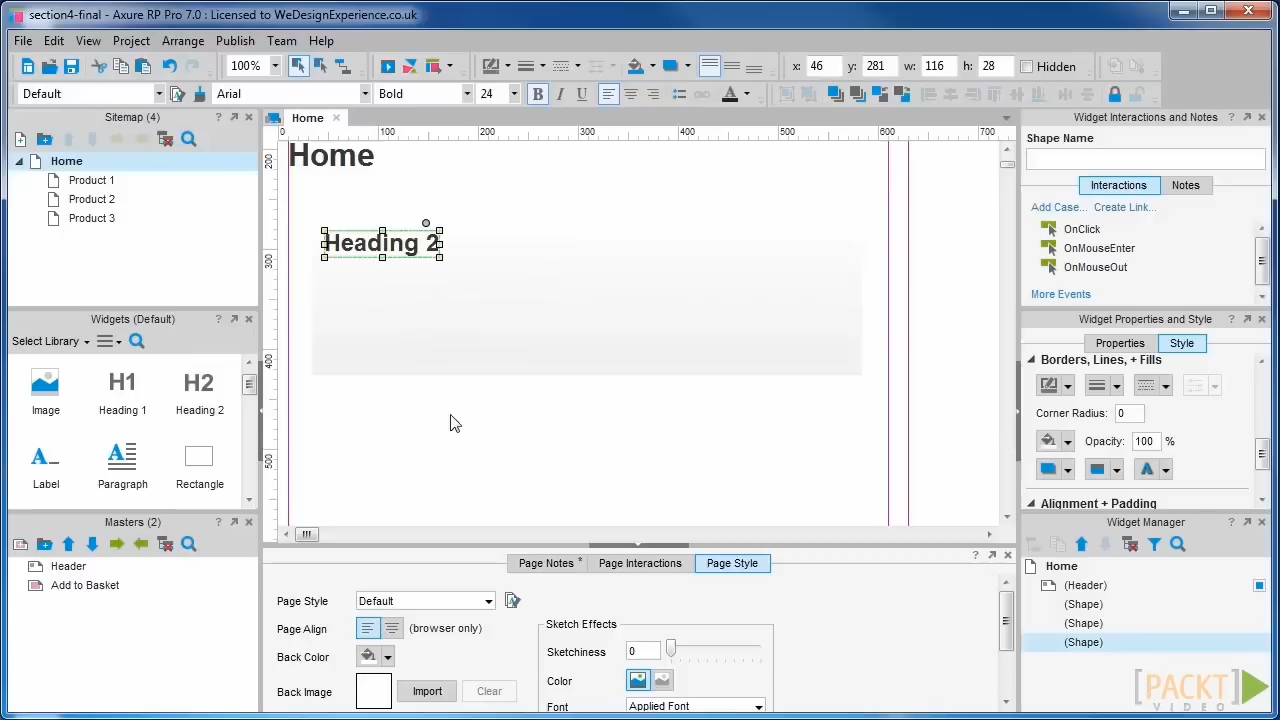 section4-final - Axure RP Pro 7.0 : Licensed to WeDesignExperience.co.uk
File Edit View Project Arrange Publish Team Help
100% x: 46 y: 281 w: 116 h: 28 Hidden
Default Arial Bold 24 B I U A
Sitemap (4) ? Home Widget Interactions and Notes ?
0 100 200 300 400 500 600 700
Shape Name
Home
Product 1
Product 2
Product 3
200
300
400
500
Home
Heading 2
Interactions Notes
Add Case... Create Link...
OnClick
OnMouseEnter
OnMouseOut
More Events
Widgets (Default) ?
Select Library
H1 H2
Image Heading 1 Heading 2
A A
Label Paragraph Rectangle
Widget Properties and Style ?
Properties Style
Borders, Lines, + Fills
Corner Radius: 0
Opacity: 100 %
A
Alignment + Padding
Masters (2) ?
Header
Add to Basket
Widget Manager ?
Home
(Header)
(Shape)
(Shape)
(Shape)
?
Page Notes * Page Interactions Page Style
Page Style Default
Page Align (browser only)
Back Color
Back Image Import Clear
Sketch Effects
Sketchiness 0
Color
Font Applied Font
[PACKT]
VIDEO